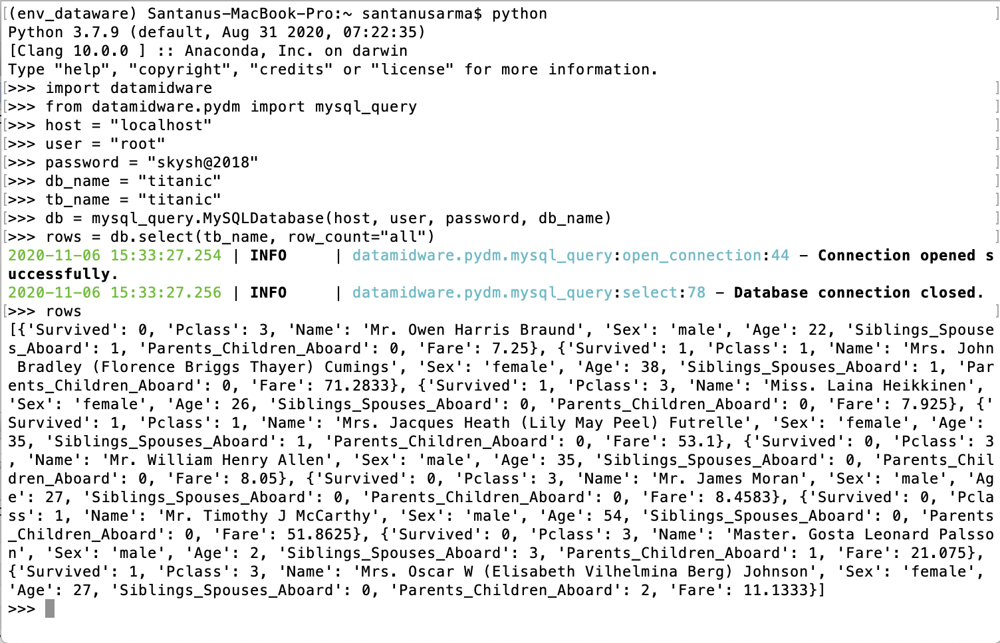 (env_dataware) Santanus-MacBook-Pro:~ santanusarma$ python
Python 3.7.9 (default, Aug 31 2020, 07:22:35)
[Clang 10.0.0 ] :: Anaconda, Inc. on darwin
Type "help", "copyright", "credits" or "license" for more information.
>>> import datamidware
>>> from datamidware.pydm import mysql_query
>>> host = "localhost"
>>> user = "root"
>>> password = "skysh@2018"
>>> db_name = "titanic"
>>> tb_name = "titanic"
>>> db = mysql_query.MySQLDatabase(host, user, password, db_name)
>>> rows = db.select(tb_name, row_count="all")
2020-11-06 15:33:27.254 | INFO     | datamidware.pydm.mysql_query:open_connection:44 - Connection opened s
uccessfully.
2020-11-06 15:33:27.256 | INFO     | datamidware.pydm.mysql_query:select:78 - Database connection closed.
>>> rows
[{'Survived': 0, 'Pclass': 3, 'Name': 'Mr. Owen Harris Braund', 'Sex': 'male', 'Age': 22, 'Siblings_Spouse
s_Aboard': 1, 'Parents_Children_Aboard': 0, 'Fare': 7.25}, {'Survived': 1, 'Pclass': 1, 'Name': 'Mrs. John
 Bradley (Florence Briggs Thayer) Cumings', 'Sex': 'female', 'Age': 38, 'Siblings_Spouses_Aboard': 1, 'Par
ents_Children_Aboard': 0, 'Fare': 71.2833}, {'Survived': 1, 'Pclass': 3, 'Name': 'Miss. Laina Heikkinen',
'Sex': 'female', 'Age': 26, 'Siblings_Spouses_Aboard': 0, 'Parents_Children_Aboard': 0, 'Fare': 7.925}, {'
Survived': 1, 'Pclass': 1, 'Name': 'Mrs. Jacques Heath (Lily May Peel) Futrelle', 'Sex': 'female', 'Age':
35, 'Siblings_Spouses_Aboard': 1, 'Parents_Children_Aboard': 0, 'Fare': 53.1}, {'Survived': 0, 'Pclass': 3
, 'Name': 'Mr. William Henry Allen', 'Sex': 'male', 'Age': 35, 'Siblings_Spouses_Aboard': 0, 'Parents_Chil
dren_Aboard': 0, 'Fare': 8.05}, {'Survived': 0, 'Pclass': 3, 'Name': 'Mr. James Moran', 'Sex': 'male', 'Ag
e': 27, 'Siblings_Spouses_Aboard': 0, 'Parents_Children_Aboard': 0, 'Fare': 8.4583}, {'Survived': 0, 'Pcla
ss': 1, 'Name': 'Mr. Timothy J McCarthy', 'Sex': 'male', 'Age': 54, 'Siblings_Spouses_Aboard': 0, 'Parents
_Children_Aboard': 0, 'Fare': 51.8625}, {'Survived': 0, 'Pclass': 3, 'Name': 'Master. Gosta Leonard Palsso
n', 'Sex': 'male', 'Age': 2, 'Siblings_Spouses_Aboard': 3, 'Parents_Children_Aboard': 1, 'Fare': 21.075},
{'Survived': 1, 'Pclass': 3, 'Name': 'Mrs. Oscar W (Elisabeth Vilhelmina Berg) Johnson', 'Sex': 'female',
'Age': 27, 'Siblings_Spouses_Aboard': 0, 'Parents_Children_Aboard': 2, 'Fare': 11.1333}]
>>>